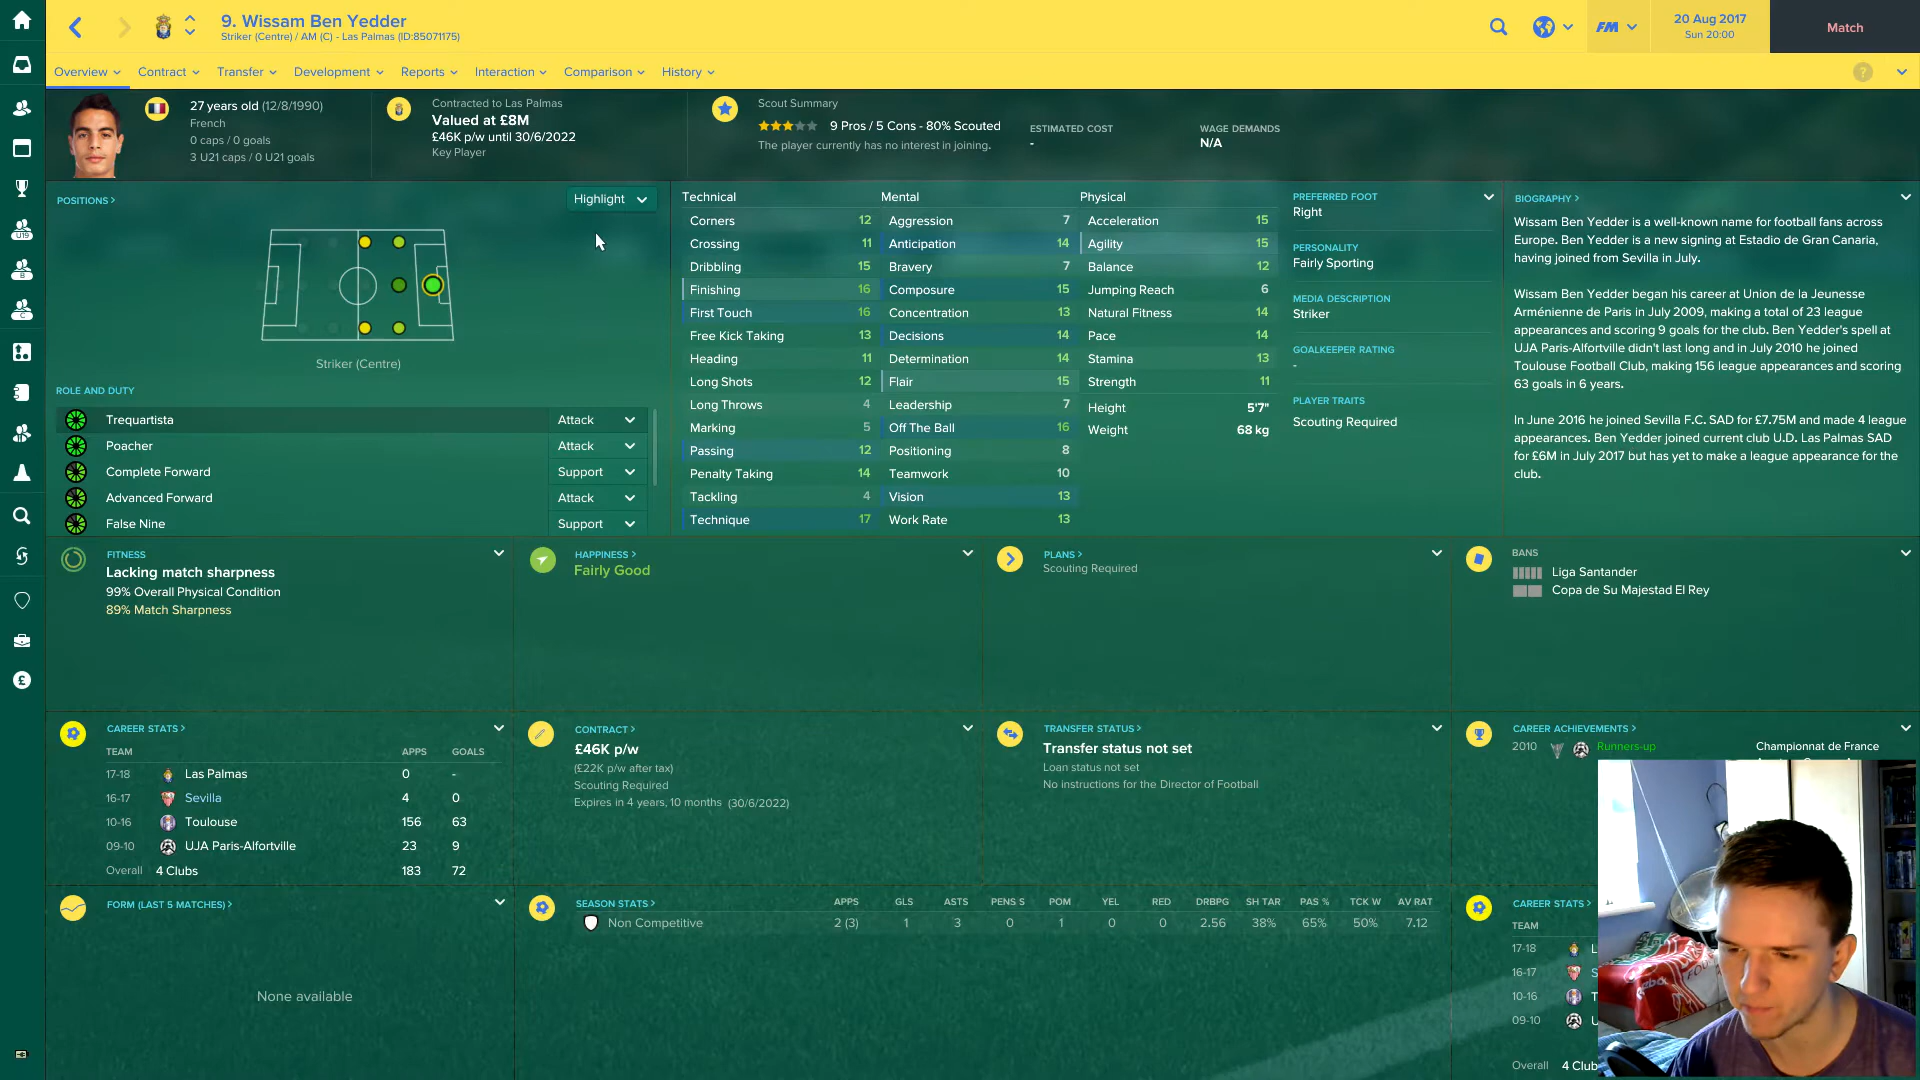 9. Wissam Ben Yedder
Striker (Centre) / AM (C) - Las Palmas (ID:85071175)
FM
20 Aug 2017
Sun 20:00
Match
Overview Contract Transfer Development Reports Interaction Comparison History
?
27 years old (12/8/1990)
French
0 caps / 0 goals
3 U21 caps / 0 U21 goals
Contracted to Las Palmas
Valued at £8M
£46K p/w until 30/6/2022
Key Player
Scout Summary
9 Pros / 5 Cons - 80% Scouted
The player currently has no interest in joining.
ESTIMATED COST
-
WAGE DEMANDS
N/A
POSITIONS >
Highlight
Striker (Centre)
ROLE AND DUTY
Trequartista Attack
Poacher Attack
Complete Forward Support
Advanced Forward Attack
False Nine Support
Technical
Corners 12
Crossing 11
Dribbling 15
Finishing 16
First Touch 16
Free Kick Taking 13
Heading 11
Long Shots 12
Long Throws 4
Marking 5
Passing 12
Penalty Taking 14
Tackling 4
Technique 17
Mental
Aggression 7
Anticipation 14
Bravery 7
Composure 15
Concentration 13
Decisions 14
Determination 14
Flair 15
Leadership 7
Off The Ball 16
Positioning 8
Teamwork 10
Vision 13
Work Rate 13
Physical
Acceleration 15
Agility 15
Balance 12
Jumping Reach 6
Natural Fitness 14
Pace 14
Stamina 13
Strength 11
Height 5'7"
Weight 68 kg
PREFERRED FOOT
Right
PERSONALITY
Fairly Sporting
MEDIA DESCRIPTION
Striker
GOALKEEPER RATING
-
PLAYER TRAITS
Scouting Required
BIOGRAPHY >
Wissam Ben Yedder is a well-known name for football fans across
Europe. Ben Yedder is a new signing at Estadio de Gran Canaria,
having joined from Sevilla in July.
Wissam Ben Yedder began his career at Union de la Jeunesse
Arménienne de Paris in July 2009, making a total of 23 league
appearances and scoring 9 goals for the club. Ben Yedder's spell at
UJA Paris-Alfortville didn't last long and in July 2010 he joined
Toulouse Football Club, making 156 league appearances and scoring
63 goals in 6 years.
In June 2016 he joined Sevilla F.C. SAD for £7.75M and made 4 league
appearances. Ben Yedder joined current club U.D. Las Palmas SAD
for £6M in July 2017 but has yet to make a league appearance for the
club.
FITNESS
Lacking match sharpness
99% Overall Physical Condition
89% Match Sharpness
HAPPINESS >
Fairly Good
PLANS >
Scouting Required
BANS
Liga Santander
Copa de Su Majestad El Rey
CAREER STATS >
TEAM APPS GOALS
17-18 Las Palmas 0 -
16-17 Sevilla 4 0
10-16 Toulouse 156 63
09-10 UJA Paris-Alfortville 23 9
Overall 4 Clubs 183 72
CONTRACT >
£46K p/w
(£22K p/w after tax)
Scouting Required
Expires in 4 years, 10 months (30/6/2022)
TRANSFER STATUS >
Transfer status not set
Loan status not set
No instructions for the Director of Football
CAREER ACHIEVEMENTS >
2010 Runners-up Championnat de France
FORM (LAST 5 MATCHES) >
None available
SEASON STATS > APPS GLS ASTS PENS S POM YEL RED DRBPG SH TAR PAS % TCK W AV RAT
Non Competitive 2 (3) 1 3 0 1 0 0 2.56 38% 65% 50% 7.12
CAREER STATS >
TEAM
17-18 L
16-17 S
10-16 T
09-10 U
Overall 4 Club